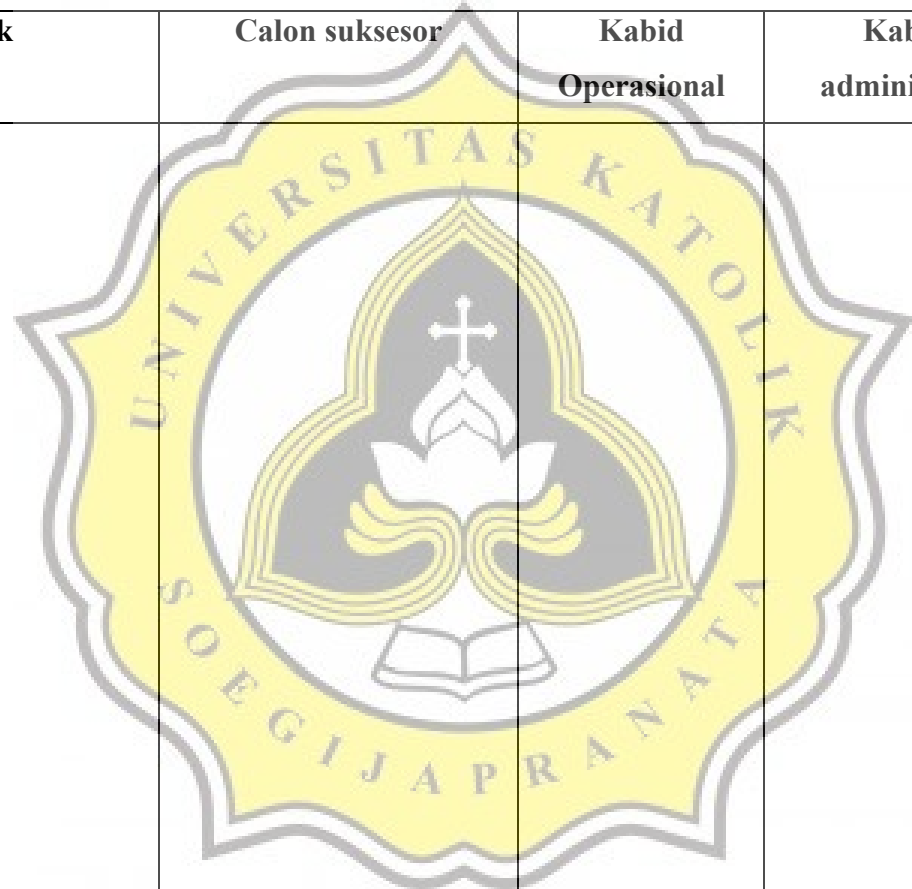 k Calon suksesor Kabid Kab
Operasional admini
UNIVERSITAS KATOLIK
SOEGIJAPRANATA